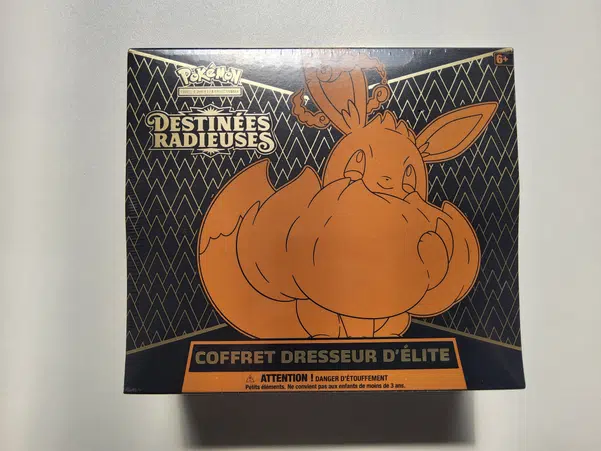 POKÉMON
6+
DESTINÉES
RADIEUSES
COFFRET DRESSEUR D'ÉLITE
ATTENTION ! DANGER D'ÉTOUFFEMENT
Petits éléments. Ne convient pas aux enfants de moins de 3 ans.